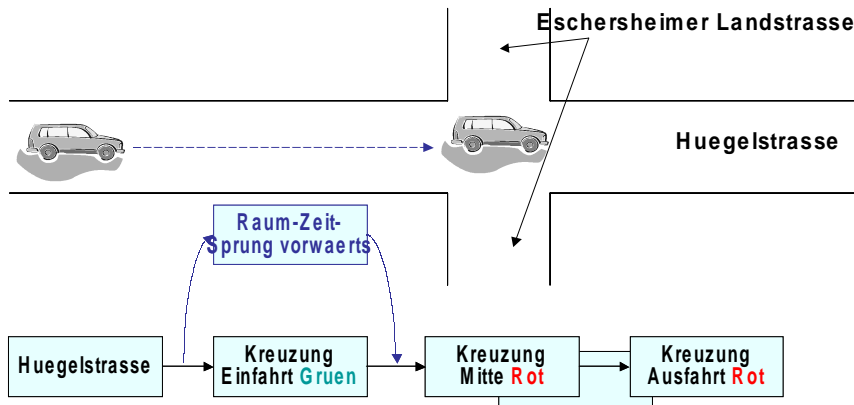 Eschersheimer Landstrasse
Huegelstrasse
Raum-Zeit-
Sprung vorwaerts
Huegelstrasse
Kreuzung
Einfahrt Gruen
Kreuzung
Mitte Rot
Kreuzung
Ausfahrt Rot